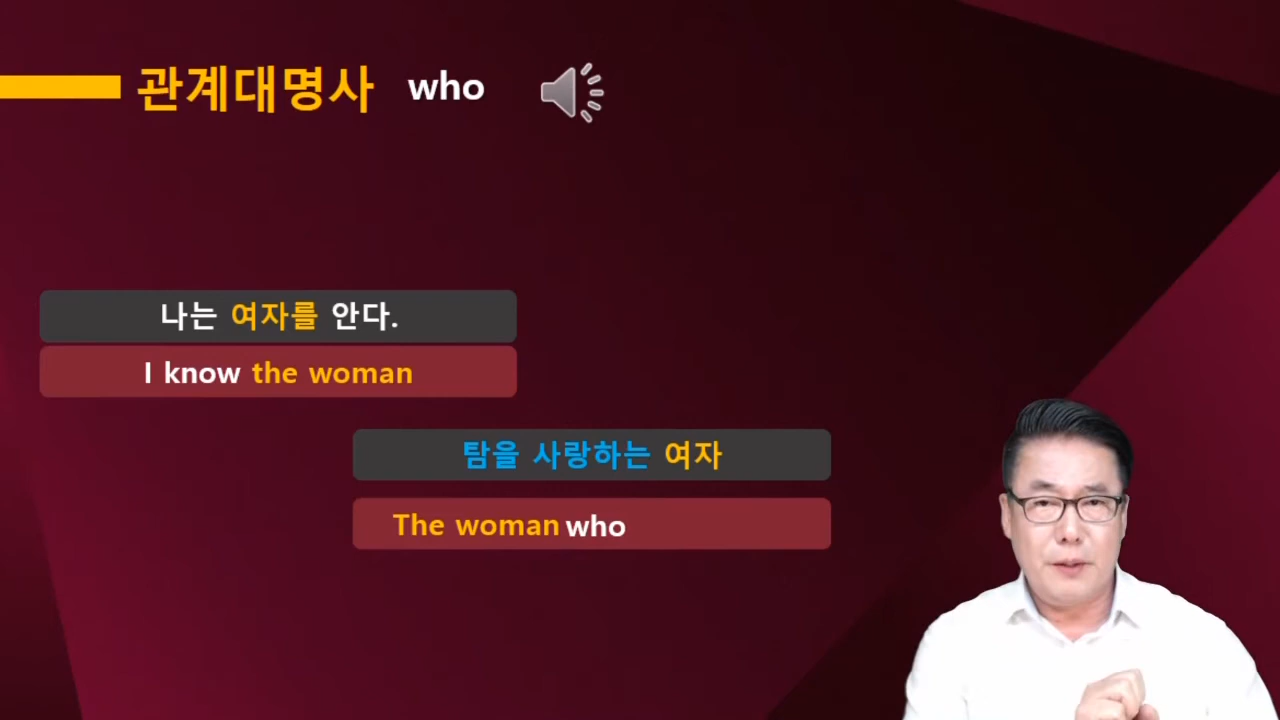 관계대명사 who
나는 여자를 안다.
I know the woman
탐을 사랑하는 여자
The woman who